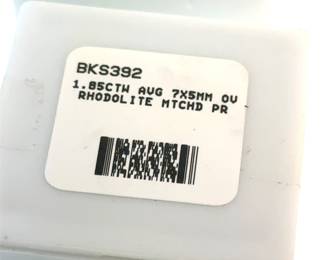 BKS392
1.85CTW AVG 7X5MM OV
RHODOLITE MTCHD PR